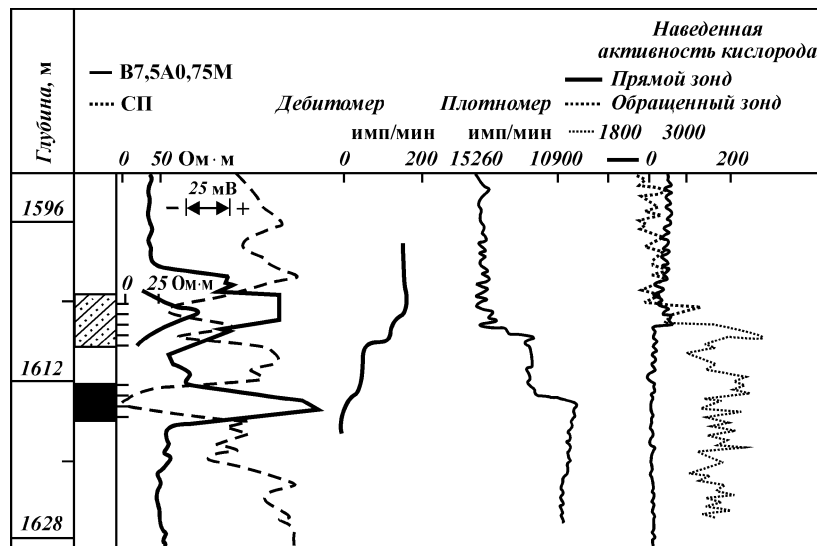 Глубина, м
В7,5А0,75М
СП
0 50 Ом·м
25 мВ
− +
Дебитомер
имп/мин
0 200
Плотномер
имп/мин
15260 10900
Наведенная
активность кислорода
Прямой зонд
Обращенный зонд
1800 3000
0 200
1596
0 25 Ом·м
1612
1628